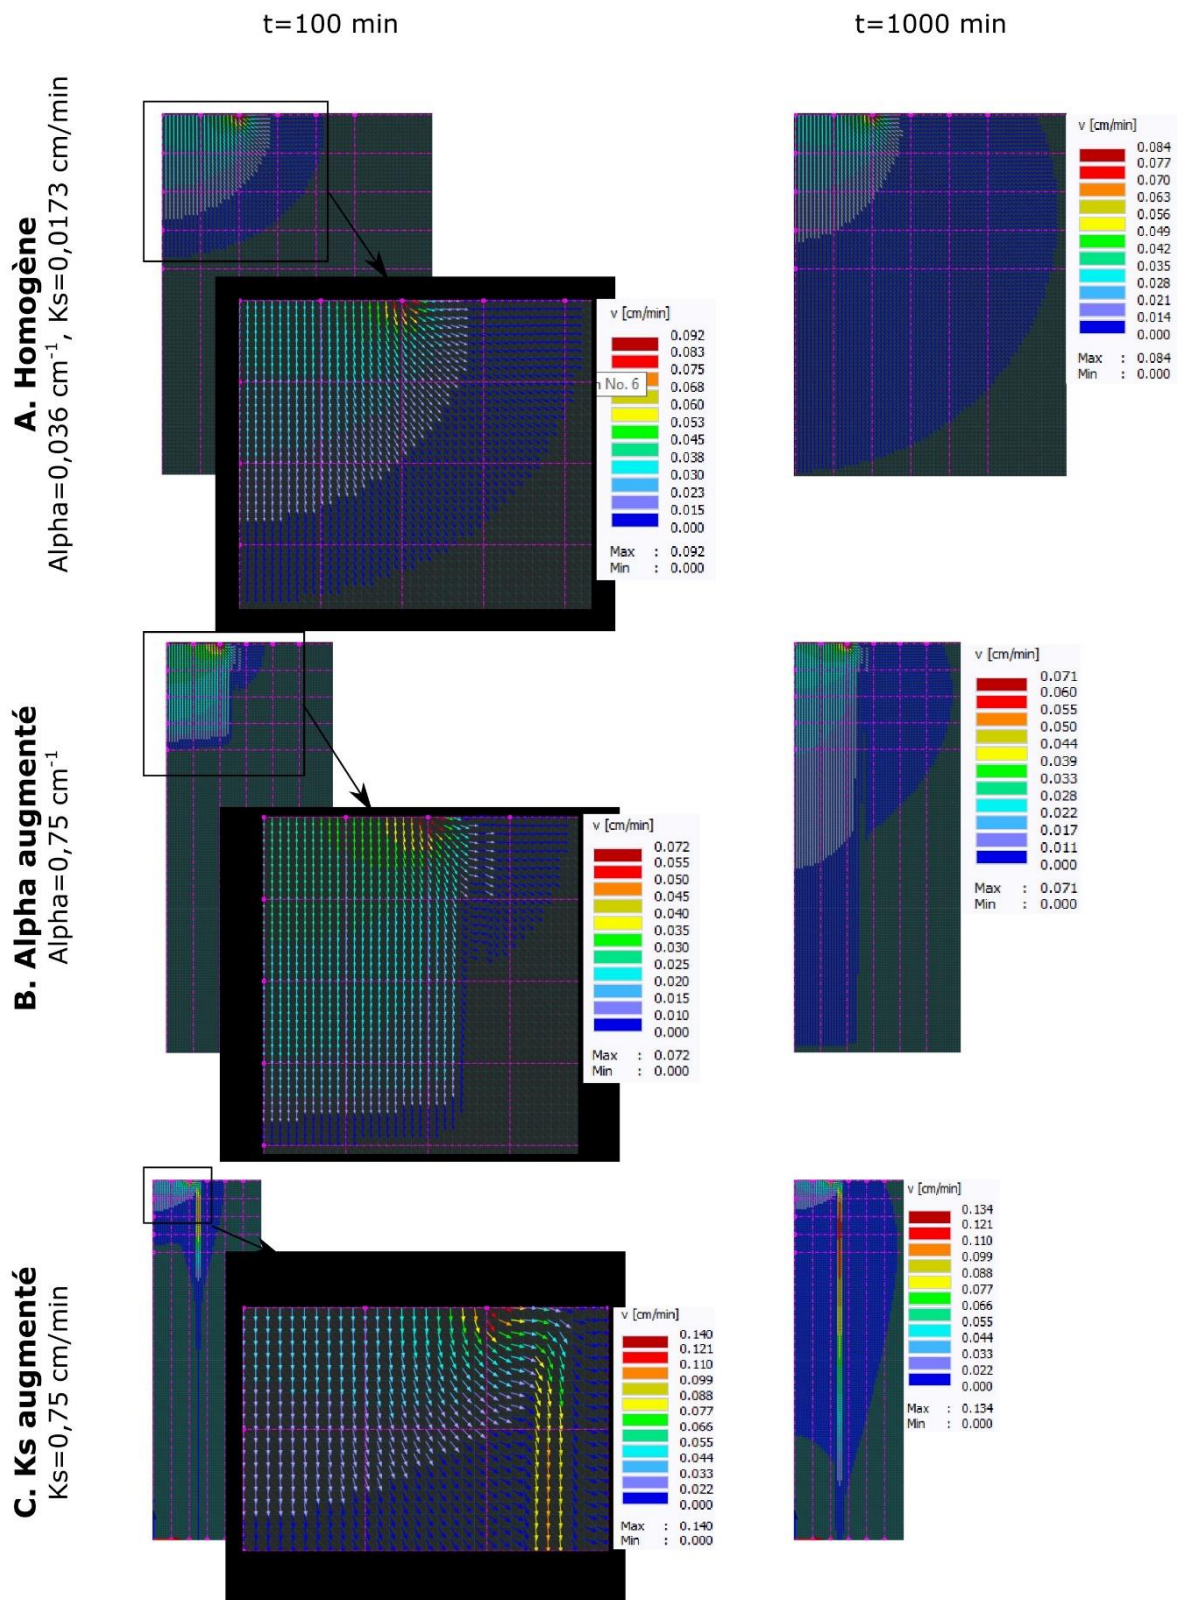 t=100 min
t=1000 min
A. Homogène
Alpha=0,036 cm⁻¹, Ks=0,0173 cm/min
v [cm/min]
0.092
0.083
0.075
0.068
0.060
0.053
0.045
0.038
0.030
0.023
0.015
0.000
Max : 0.092
Min : 0.000
No. 6
v [cm/min]
0.084
0.077
0.070
0.063
0.056
0.049
0.042
0.035
0.028
0.021
0.014
0.000
Max : 0.084
Min : 0.000
B. Alpha augmenté
Alpha=0,75 cm⁻¹
v [cm/min]
0.072
0.055
0.050
0.045
0.040
0.035
0.030
0.025
0.020
0.015
0.010
0.000
Max : 0.072
Min : 0.000
v [cm/min]
0.071
0.060
0.055
0.050
0.044
0.039
0.033
0.028
0.022
0.017
0.011
0.000
Max : 0.071
Min : 0.000
C. Ks augmenté
Ks=0,75 cm/min
v [cm/min]
0.140
0.121
0.110
0.099
0.088
0.077
0.066
0.055
0.044
0.033
0.022
0.000
Max : 0.140
Min : 0.000
v [cm/min]
0.134
0.121
0.110
0.099
0.088
0.077
0.066
0.055
0.044
0.033
0.022
0.000
Max : 0.134
Min : 0.000